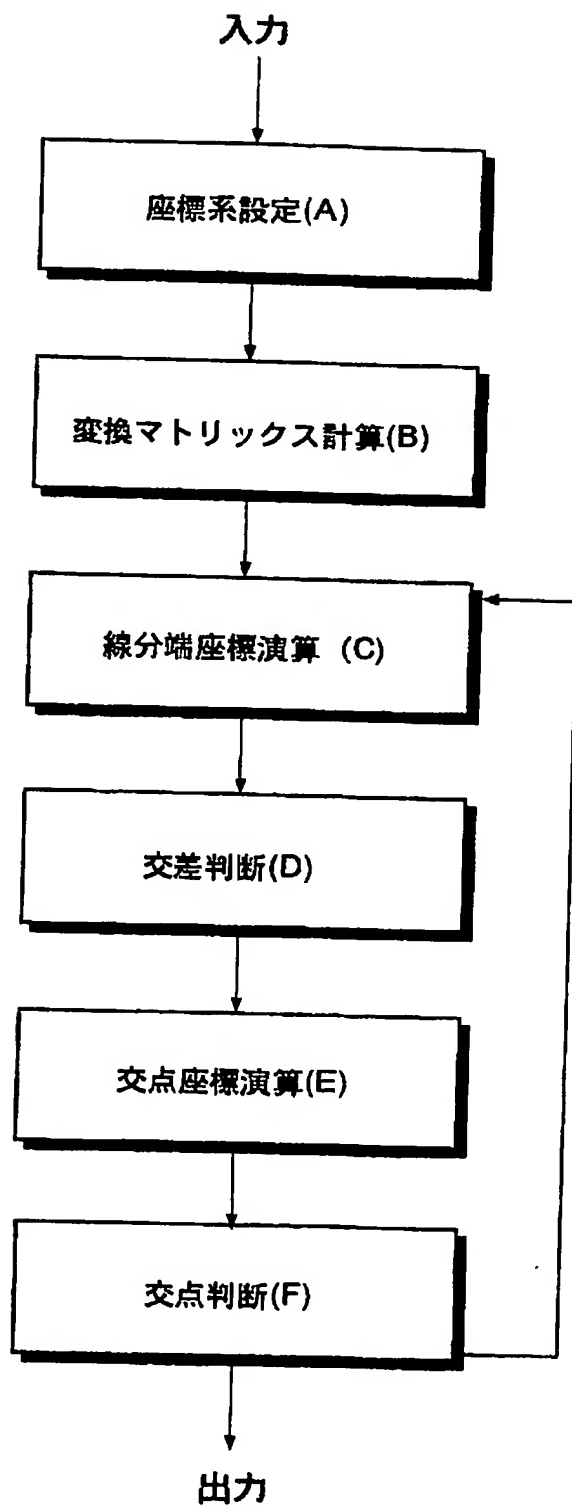 入力
座標系設定(A)
変換マトリックス計算(B)
線分端座標演算 (C)
交差判断(D)
交点座標演算(E)
交点判断(F)
出力